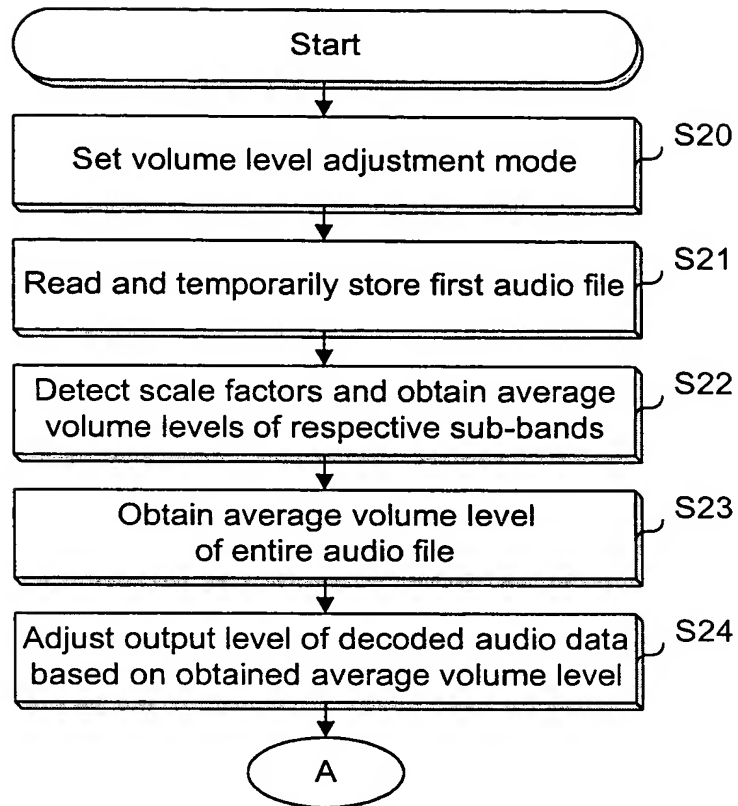 Start
Set volume level adjustment mode
S20
Read and temporarily store first audio file
S21
Detect scale factors and obtain average
volume levels of respective sub-bands
S22
Obtain average volume level
of entire audio file
S23
Adjust output level of decoded audio data
based on obtained average volume level
S24
A